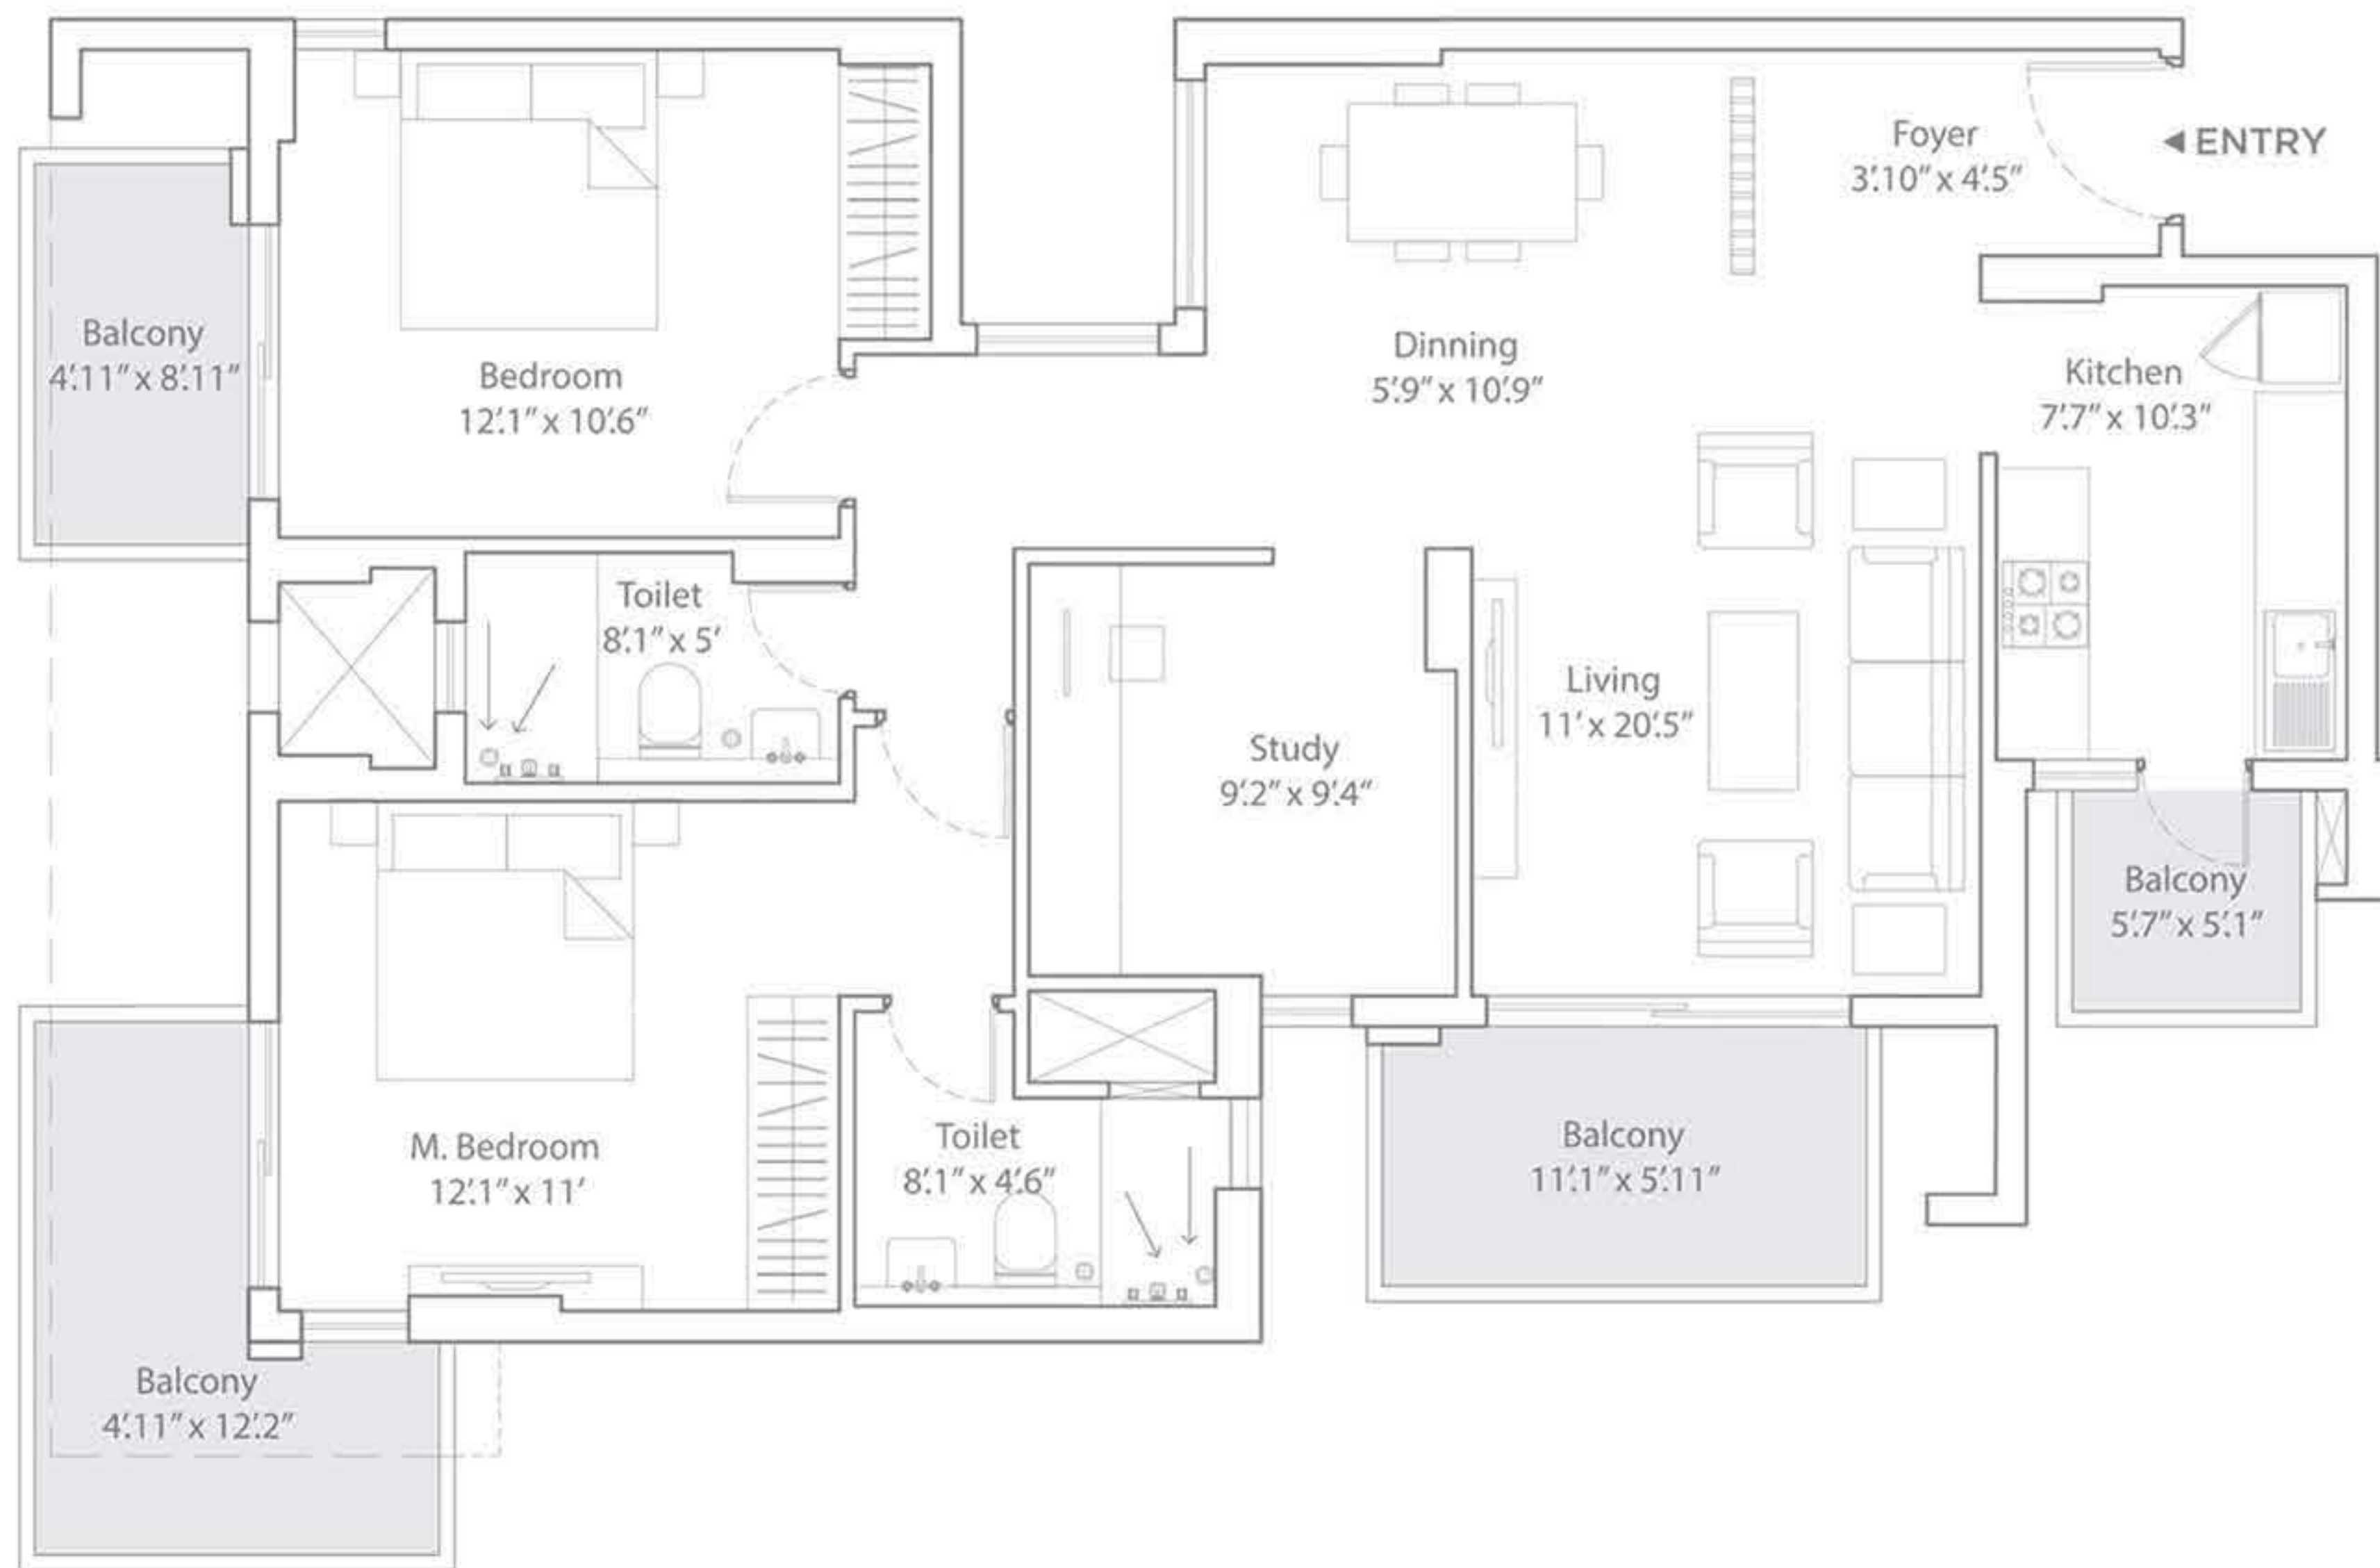 Foyer
3'.10" x 4'.5"
ENTRY
Balcony
4'.11" x 8'.11"
Bedroom
12'.1" x 10'.6"
Dinning
5'.9" x 10'.9"
Kitchen
7'.7" x 10'.3"
Toilet
8'.1" x 5'
Study
9'.2" x 9'.4"
Living
11' x 20'.5"
Balcony
5'.7" x 5'.1"
M. Bedroom
12'.1" x 11'
Toilet
8'.1" x 4'.6"
Balcony
11'.1" x 5'.11"
Balcony
4'.11" x 12'.2"